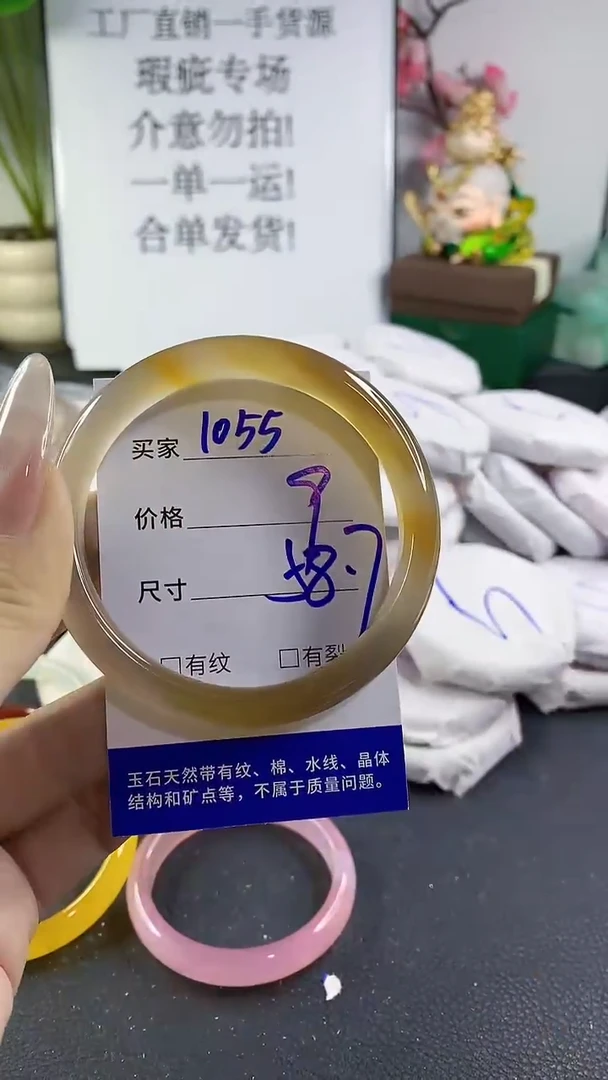 工厂直销一手货源
瑕疵专场
介意勿拍!
一单一运!
合单发货!
买家 1055
价格 9
尺寸 58.7
□有纹 □有裂
玉石天然带有纹、棉、水线、晶体
结构和矿点等，不属于质量问题。